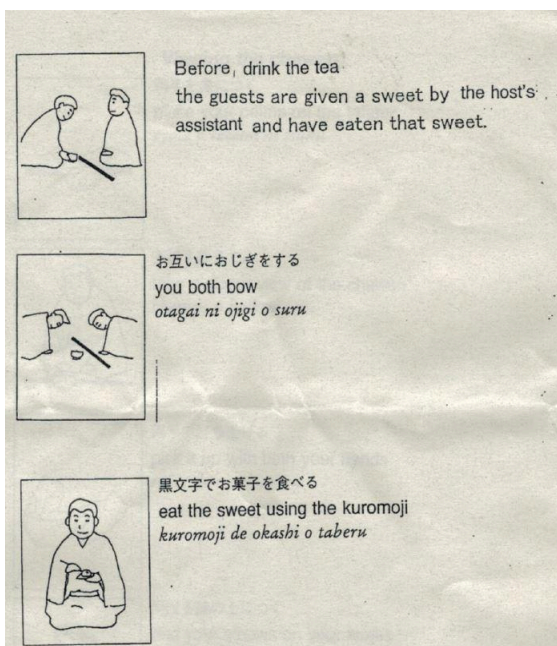 Before, drink the tea
the guests are given a sweet by the host's
assistant and have eaten that sweet.
お互いにおじぎをする
you both bow
otagai ni ojigi o suru
黒文字でお菓子を食べる
eat the sweet using the kuromoji
kuromoji de okashi o taberu